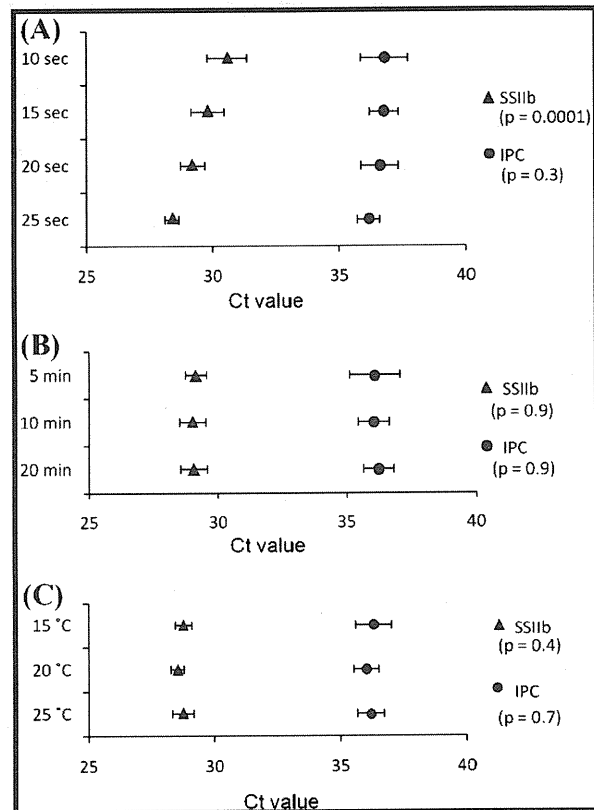 (A)
10 sec
15 sec
20 sec
25 sec
25 30 35 40
Ct value
SSIIb
(p = 0.0001)
IPC
(p = 0.3)
(B)
5 min
10 min
20 min
25 30 35 40
Ct value
SSIIb
(p = 0.9)
IPC
(p = 0.9)
(C)
15 ˚C
20 ˚C
25 ˚C
25 30 35 40
Ct value
SSIIb
(p = 0.4)
IPC
(p = 0.7)